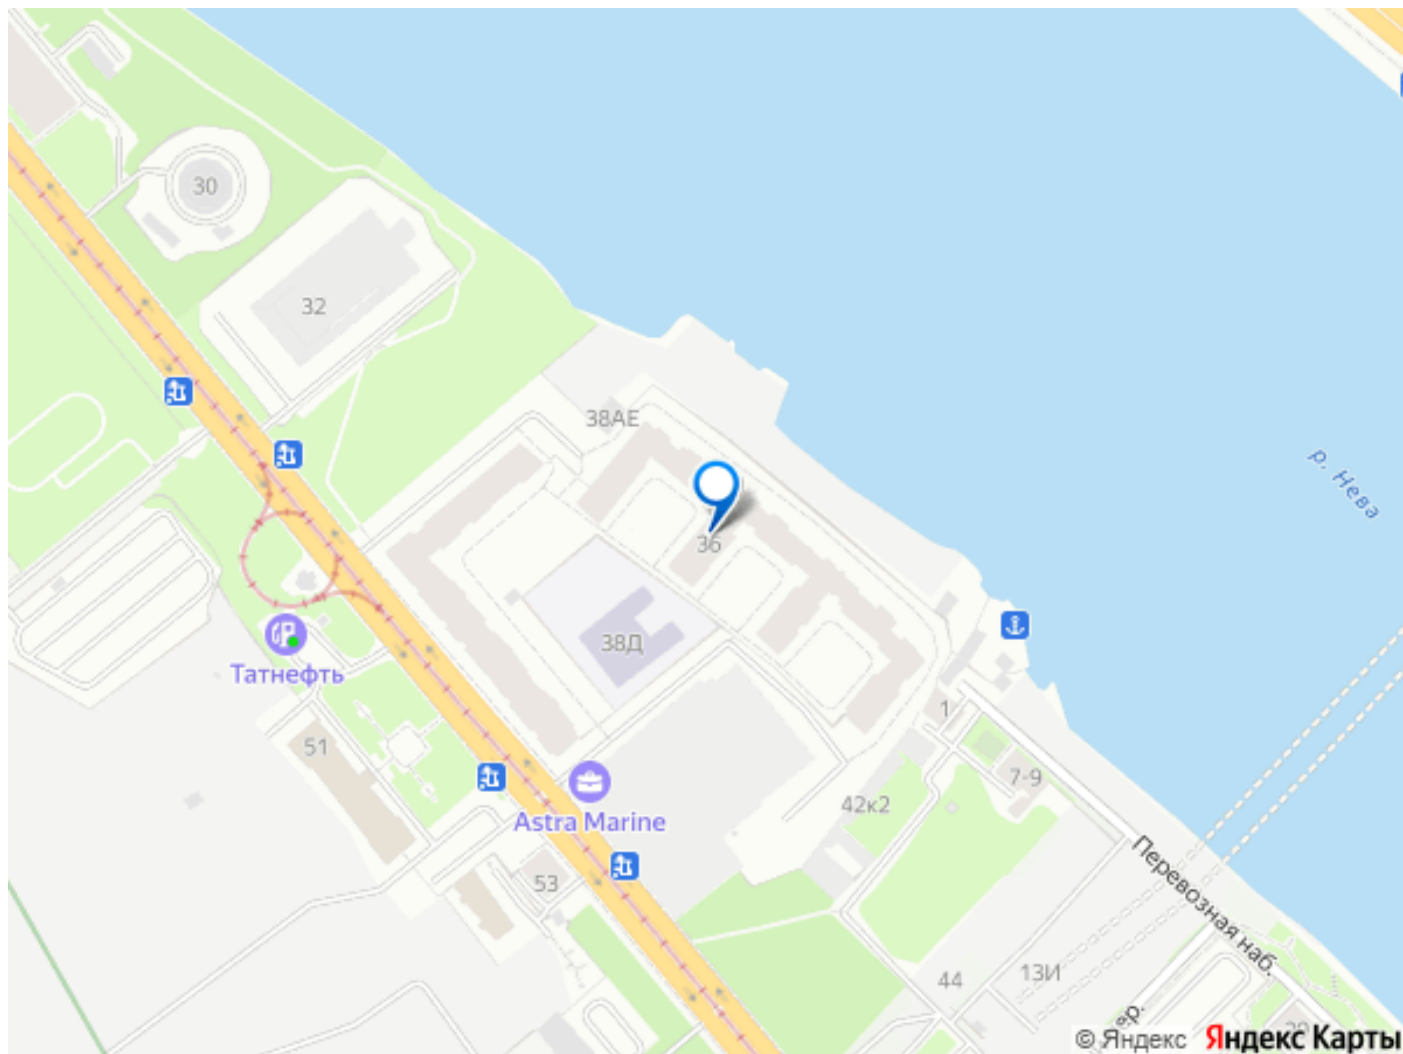 30
32
38АЕ
р. Нева
36
38Д
Татнефть
1
51
7-9
42к2
Astra Marine
53
Перевозная наб.
44
13И
© Яндекс
Яндекс Карты